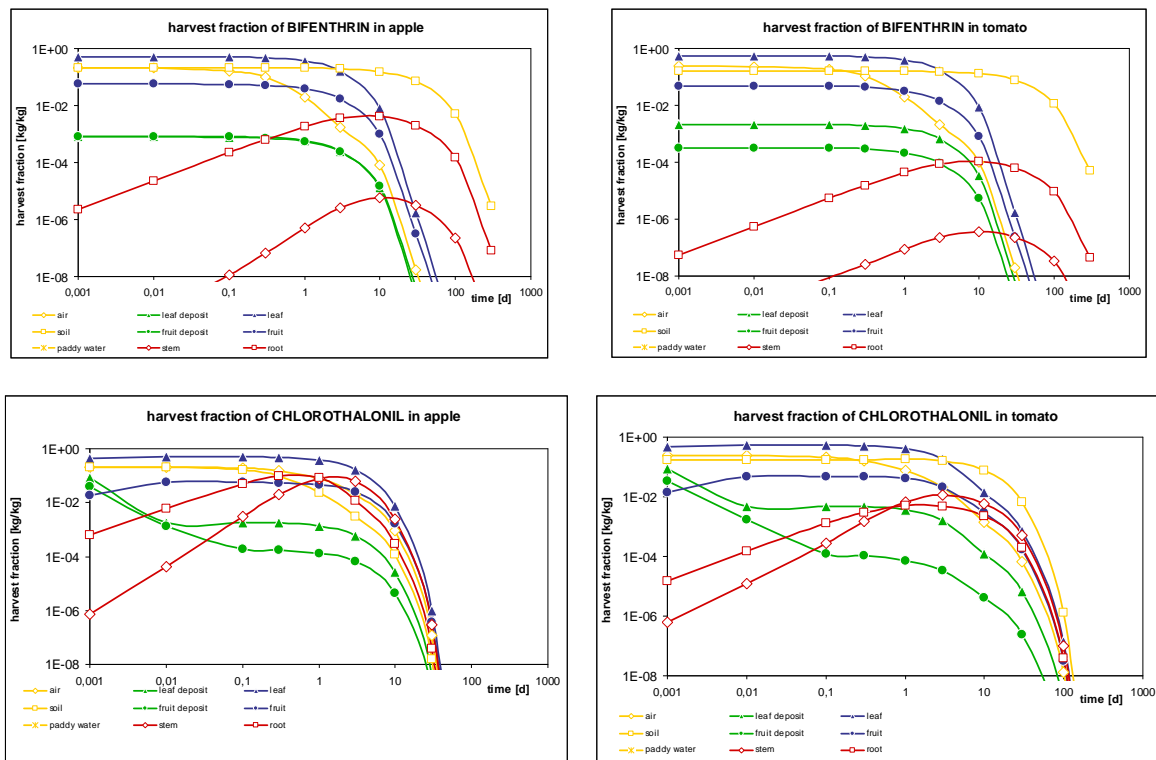 harvest fraction of BIFENTHRIN in apple
harvest fraction [kg/kg]
1E+00
1E-02
1E-04
1E-06
1E-08
0,001 0,01 0,1 1 10 100 1000
time [d]
air leaf deposit leaf
soil fruit deposit fruit
paddy water stem root
harvest fraction of BIFENTHRIN in tomato
harvest fraction [kg/kg]
1E+00
1E-02
1E-04
1E-06
1E-08
0,001 0,01 0,1 1 10 100 1000
time [d]
air leaf deposit leaf
soil fruit deposit fruit
paddy water stem root
harvest fraction of CHLOROTHALONIL in apple
harvest fraction [kg/kg]
1E+00
1E-02
1E-04
1E-06
1E-08
0,001 0,01 0,1 1 10 100 1000
time [d]
air leaf deposit leaf
soil fruit deposit fruit
paddy water stem root
harvest fraction of CHLOROTHALONIL in tomato
harvest fraction [kg/kg]
1E+00
1E-02
1E-04
1E-06
1E-08
0,001 0,01 0,1 1 10 100 1000
time [d]
air leaf deposit leaf
soil fruit deposit fruit
paddy water stem root